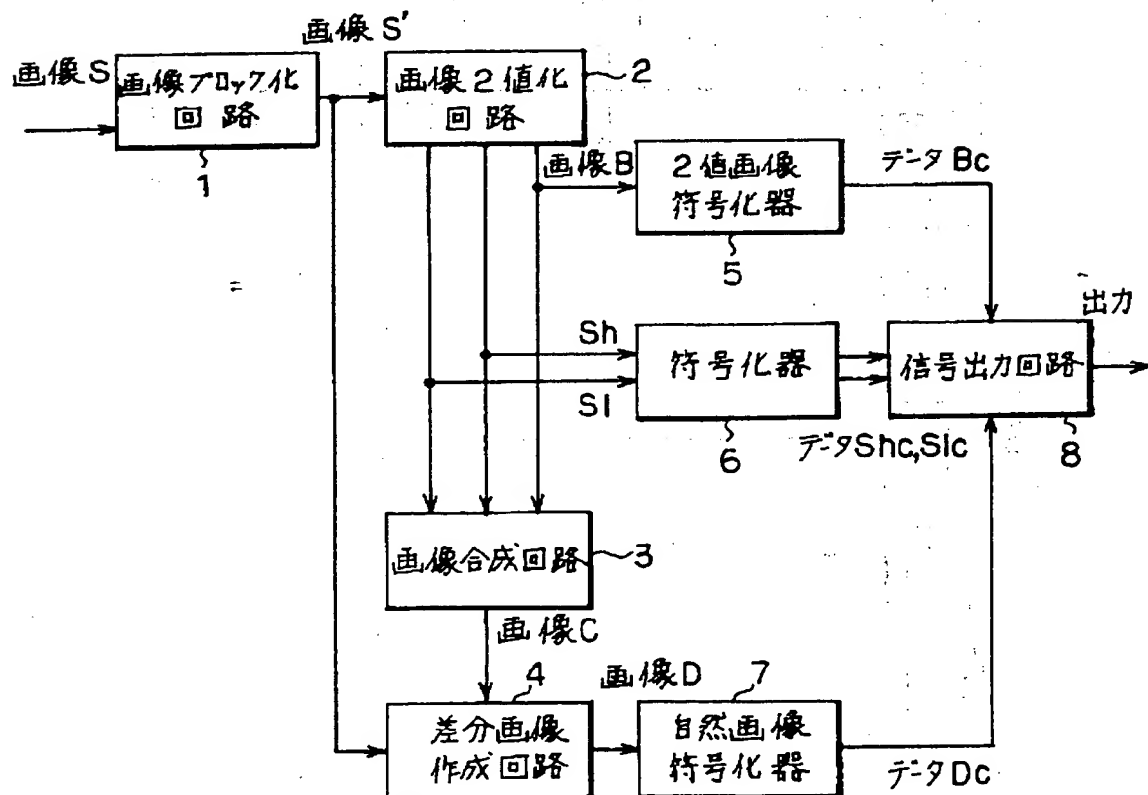 画像S
画像ブロック化
回路
1
画像S'
画像2値化
回路
2
画像B
2値画像
符号化器
5
データBc
Sh
Sl
符号化器
6
データShc,Slc
信号出力回路
8
出力
画像合成回路
3
画像C
差分画像
作成回路
4
画像D
自然画像
符号化器
7
データDc